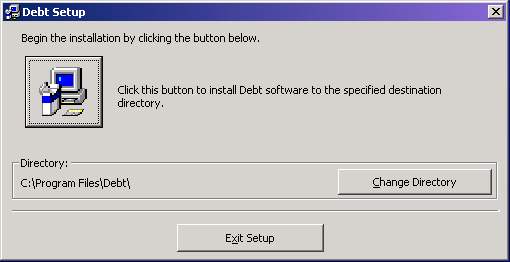 Debt Setup
Begin the installation by clicking the button below.
Click this button to install Debt software to the specified destination
directory.
Directory:
C:\Program Files\Debt\
Change Directory
Exit Setup